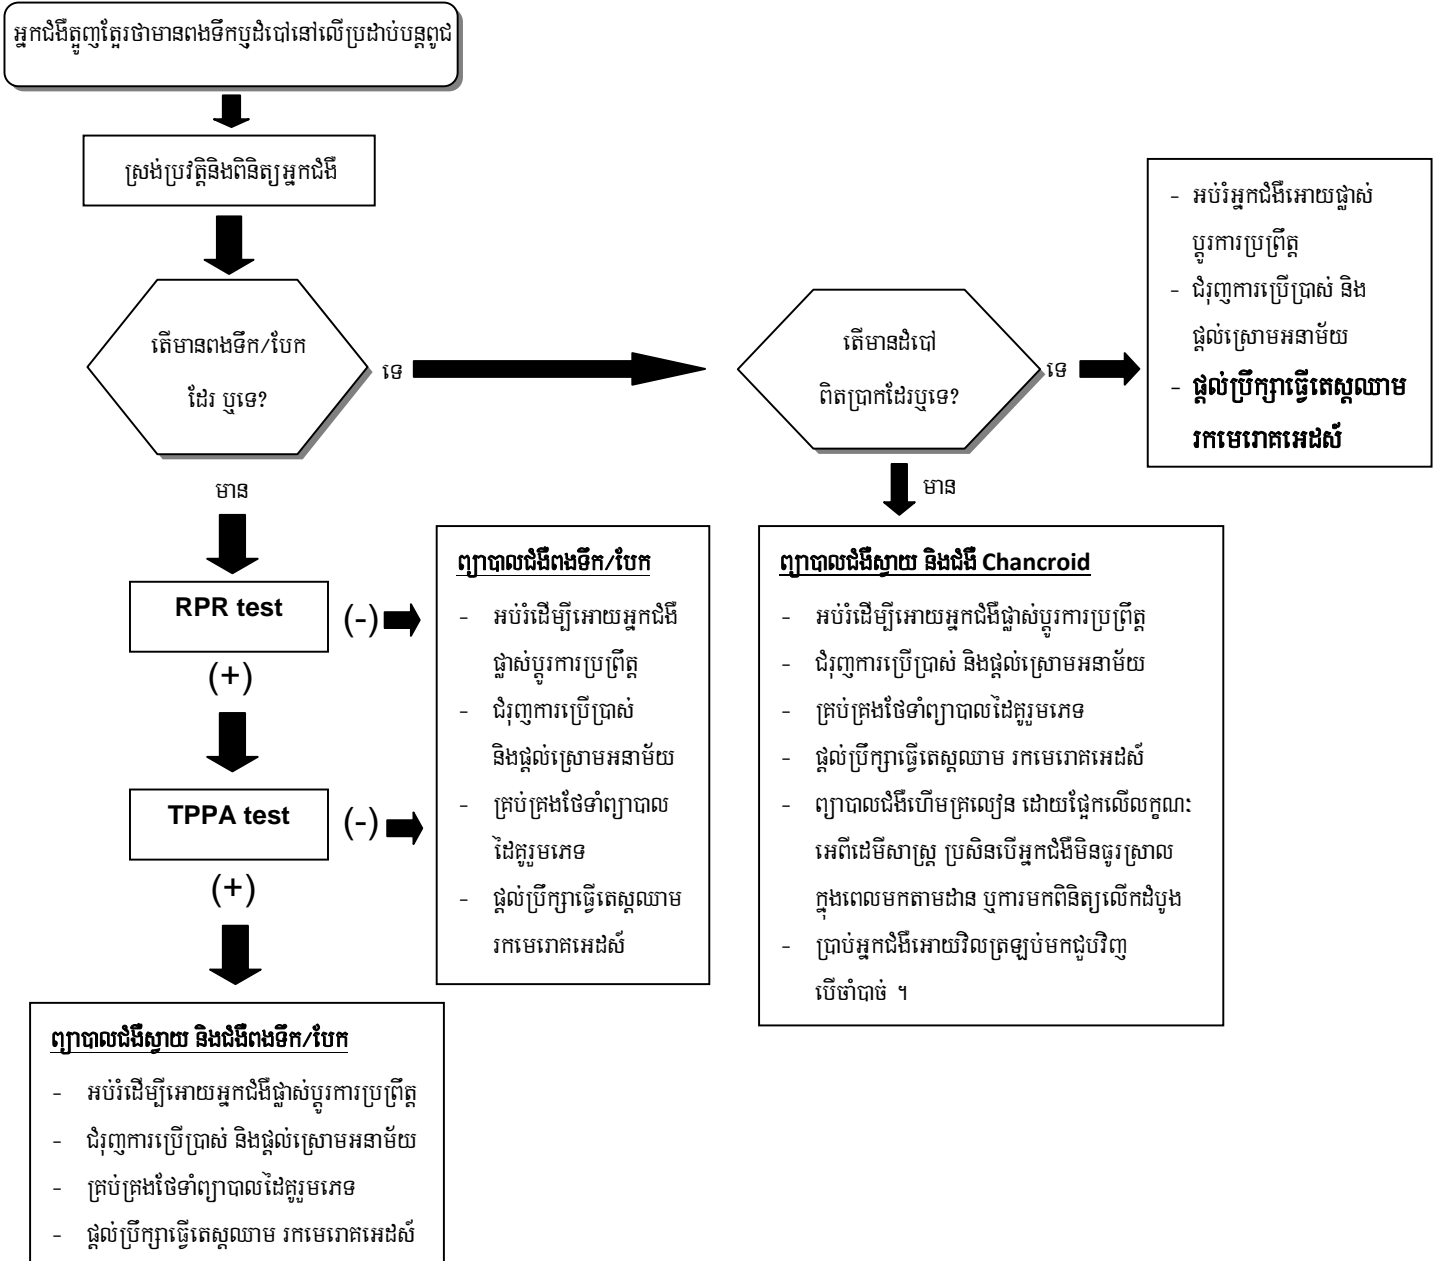 អ្នកជំងឺត្អូញត្អែរថាមានពងទឹកឬដំបៅនៅលើប្រដាប់បន្តពូជ
ស្រង់ប្រវត្តិនិងពិនិត្យអ្នកជំងឺ
តើមានពងទឹក/បែក
ដែរ ឬទេ?
ទេ
តើមានដំបៅ
ពិតប្រាកដែរឬទេ?
ទេ
- អប់រំអ្នកជំងឺអោយផ្លាស់
ប្តូរការប្រព្រឹត្ត
- ជំរុញការប្រើប្រាស់ និង
ផ្តល់ស្រោមអនាម័យ
- ផ្តល់ប្រឹក្សាធ្វើតេស្តឈាម
រកមេរោគអេដស៍
មាន
មាន
RPR test
(-)
(+)
TPPA test
(-)
(+)
ព្យាបាលជំងឺពងទឹក/បែក
- អប់រំដើម្បីអោយអ្នកជំងឺ
ផ្លាស់ប្តូរការប្រព្រឹត្ត
- ជំរុញការប្រើប្រាស់
និងផ្តល់ស្រោមអនាម័យ
- គ្រប់គ្រងថែទាំព្យាបាល
ដៃគូរួមភេទ
- ផ្តល់ប្រឹក្សាធ្វើតេស្តឈាម
រកមេរោគអេដស៍
ព្យាបាលជំងឺស្វាយ និងជំងឺ Chancroid
- អប់រំដើម្បីអោយអ្នកជំងឺផ្លាស់ប្តូរការប្រព្រឹត្ត
- ជំរុញការប្រើប្រាស់ និងផ្តល់ស្រោមអនាម័យ
- គ្រប់គ្រងថែទាំព្យាបាលដៃគូរួមភេទ
- ផ្តល់ប្រឹក្សាធ្វើតេស្តឈាម រកមេរោគអេដស៍
- ព្យាបាលជំងឺហើមគ្រលៀន ដោយផ្អែកលើលក្ខណៈ
អេពីដេមីសាស្ត្រ ប្រសិនបើអ្នកជំងឺមិនធូរស្រាល
ក្នុងពេលមកតាមដាន ឬការមកពិនិត្យលើកដំបូង
- ប្រាប់អ្នកជំងឺអោយវិលត្រឡប់មកជួបវិញ
បើចាំបាច់ ។
ព្យាបាលជំងឺស្វាយ និងជំងឺពងទឹក/បែក
- អប់រំដើម្បីអោយអ្នកជំងឺផ្លាស់ប្តូរការប្រព្រឹត្ត
- ជំរុញការប្រើប្រាស់ និងផ្តល់ស្រោមអនាម័យ
- គ្រប់គ្រងថែទាំព្យាបាលដៃគូរួមភេទ
- ផ្តល់ប្រឹក្សាធ្វើតេស្តឈាម រកមេរោគអេដស៍